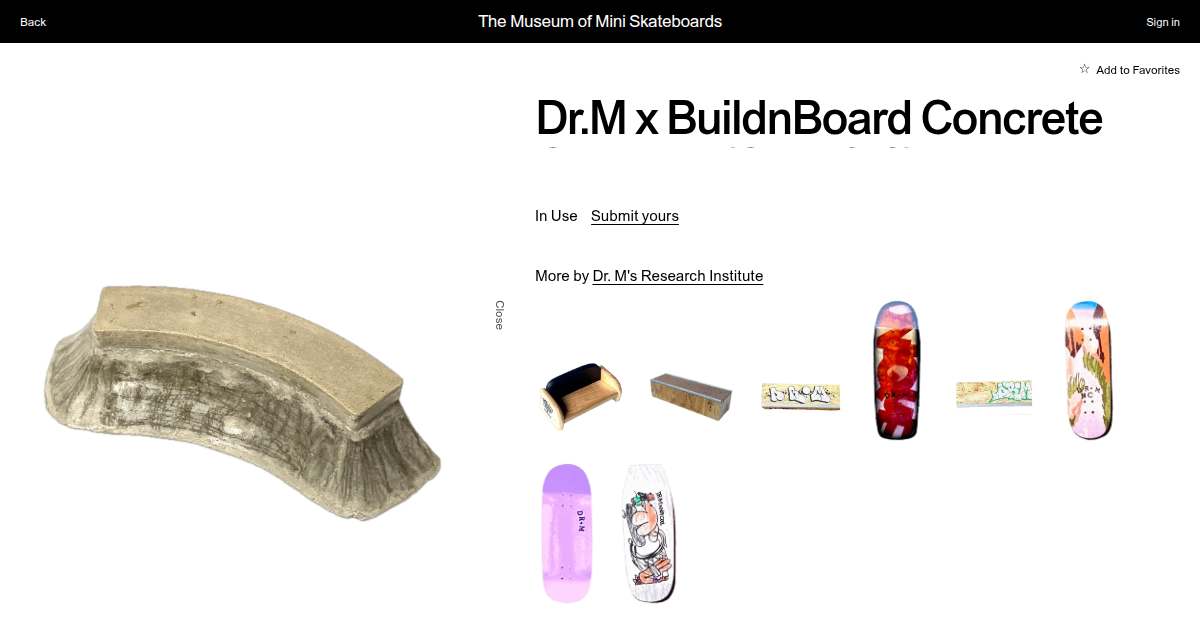 Back
The Museum of Mini Skateboards
Sign in
☆ Add to Favorites
Dr.M x BuildnBoard Concrete
In Use Submit yours
More by Dr. M's Research Institute
Close
DR•M